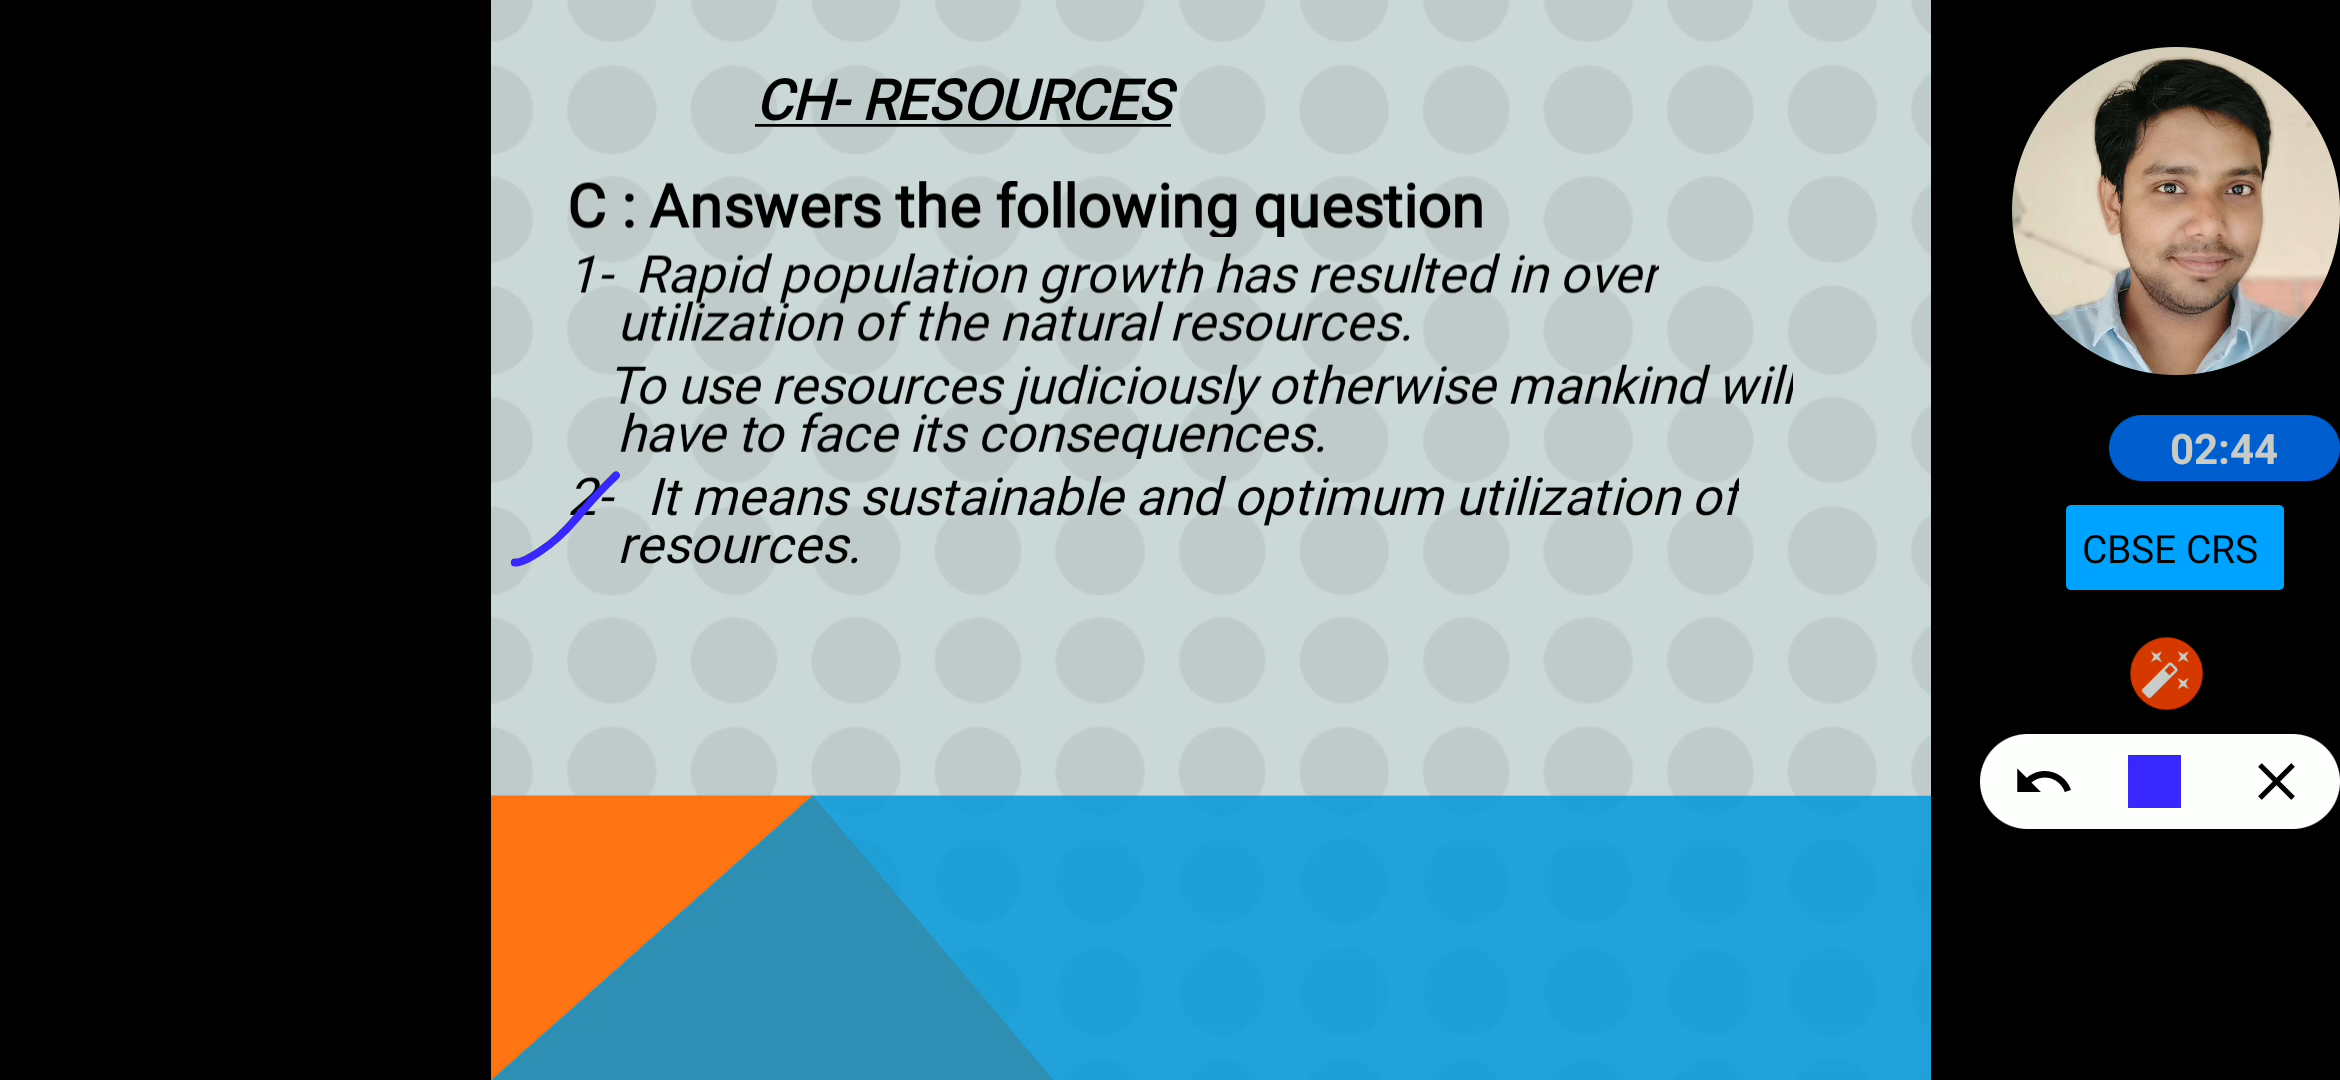 CH- RESOURCES
C : Answers the following question
1- Rapid population growth has resulted in over
utilization of the natural resources.
To use resources judiciously otherwise mankind will
have to face its consequences.
2- It means sustainable and optimum utilization of
resources.
02:44
CBSE CRS